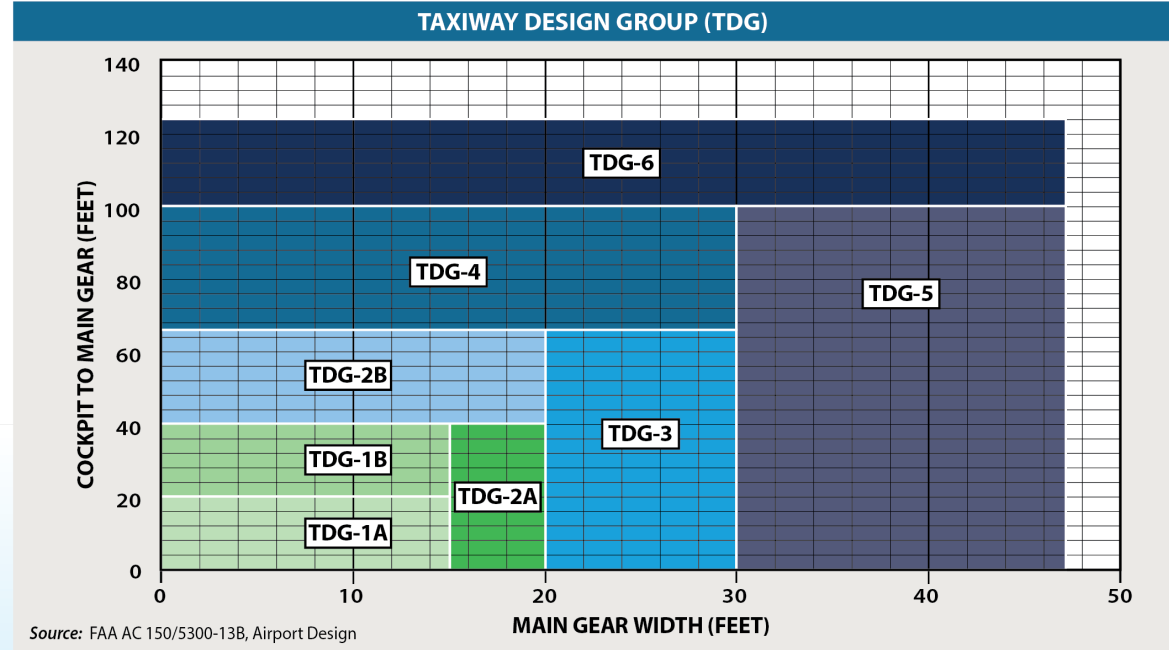 TAXIWAY DESIGN GROUP (TDG)
COCKPIT TO MAIN GEAR (FEET)
140
120
100
80
60
40
20
0
TDG-6
TDG-4
TDG-5
TDG-2B
TDG-3
TDG-1B
TDG-2A
TDG-1A
0 10 20 30 40 50
MAIN GEAR WIDTH (FEET)
Source: FAA AC 150/5300-13B, Airport Design